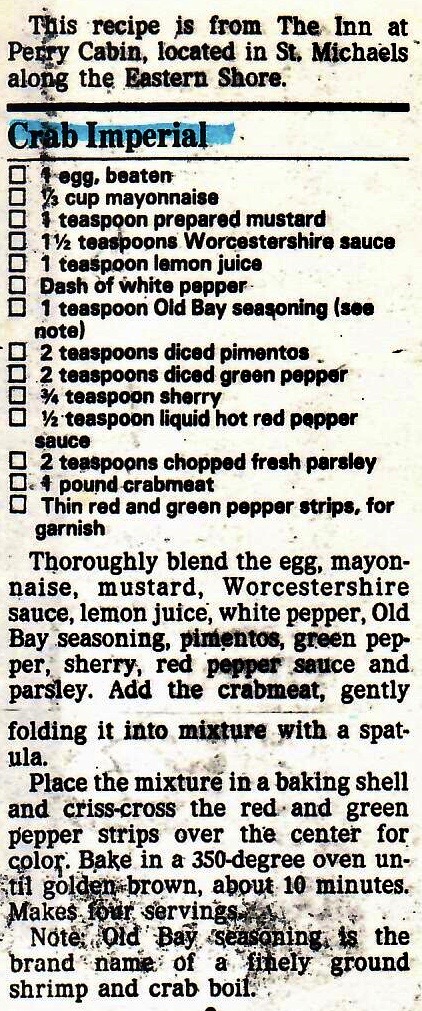 This recipe is from The Inn at
Perry Cabin, located in St. Michaels
along the Eastern Shore.
Crab Imperial
☐ 1 egg, beaten
☐ ⅓ cup mayonnaise
☐ 1 teaspoon prepared mustard
☐ 1½ teaspoons Worcestershire sauce
☐ 1 teaspoon lemon juice
☐ Dash of white pepper
☐ 1 teaspoon Old Bay seasoning (see
note)
☐ 2 teaspoons diced pimentos
☐ 2 teaspoons diced green pepper
☐ ¾ teaspoon sherry
☐ ½ teaspoon liquid hot red pepper
sauce
☐ 2 teaspoons chopped fresh parsley
☐ 1 pound crabmeat
☐ Thin red and green pepper strips, for
garnish
Thoroughly blend the egg, mayon-
naise, mustard, Worcestershire
sauce, lemon juice, white pepper, Old
Bay seasoning, pimentos, green pep-
per, sherry, red pepper sauce and
parsley. Add the crabmeat, gently
folding it into mixture with a spat-
ula.
Place the mixture in a baking shell
and criss-cross the red and green
pepper strips over the center for
color. Bake in a 350-degree oven un-
til golden brown, about 10 minutes.
Makes four servings.
Note: Old Bay seasoning is the
brand name of a finely ground
shrimp and crab boil.